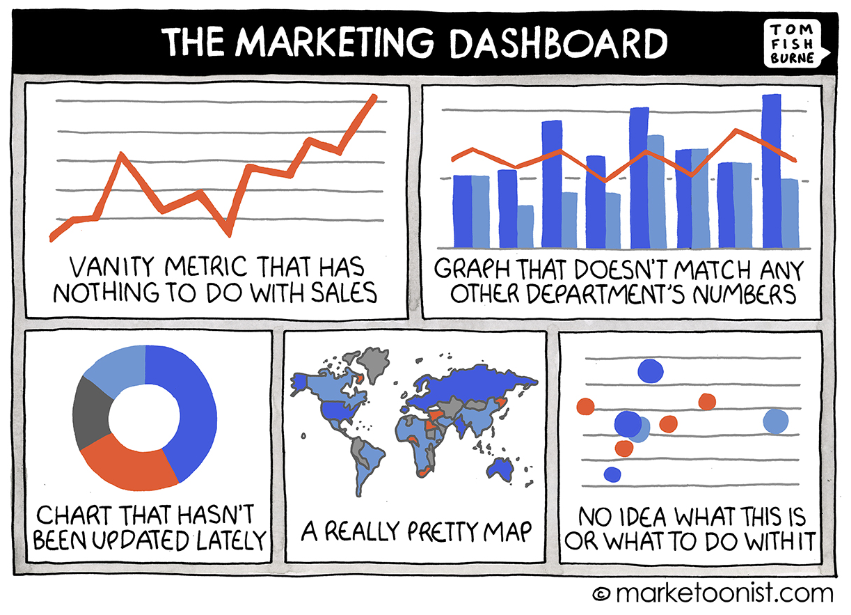 THE MARKETING DASHBOARD
TOM
FISH
BURNE
VANITY METRIC THAT HAS
NOTHING TO DO WITH SALES
GRAPH THAT DOESN'T MATCH ANY
OTHER DEPARTMENT'S NUMBERS
CHART THAT HASN'T
BEEN UPDATED LATELY
A REALLY PRETTY MAP
NO IDEA WHAT THIS IS
OR WHAT TO DO WITH IT
© marketoonist.com